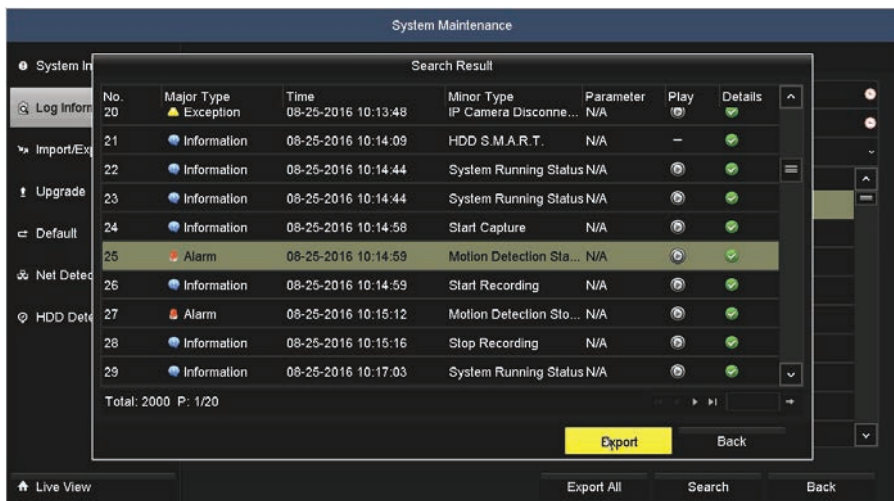 System Maintenance
System In
Log Inform
Import/Exp
Upgrade
Default
Net Detec
HDD Dete
Search Result
No. Major Type Time Minor Type Parameter Play Details
20 Exception 08-25-2016 10:13:48 IP Camera Disconne... N/A
21 Information 08-25-2016 10:14:09 HDD S.M.A.R.T. N/A –
22 Information 08-25-2016 10:14:44 System Running Status N/A
23 Information 08-25-2016 10:14:44 System Running Status N/A
24 Information 08-25-2016 10:14:58 Start Capture N/A
25 Alarm 08-25-2016 10:14:59 Motion Detection Sta... N/A
26 Information 08-25-2016 10:14:59 Start Recording N/A
27 Alarm 08-25-2016 10:15:12 Motion Detection Sto... N/A
28 Information 08-25-2016 10:15:16 Stop Recording N/A
29 Information 08-25-2016 10:17:03 System Running Status N/A
Total: 2000 P: 1/20
Export Back
Live View Export All Search Back